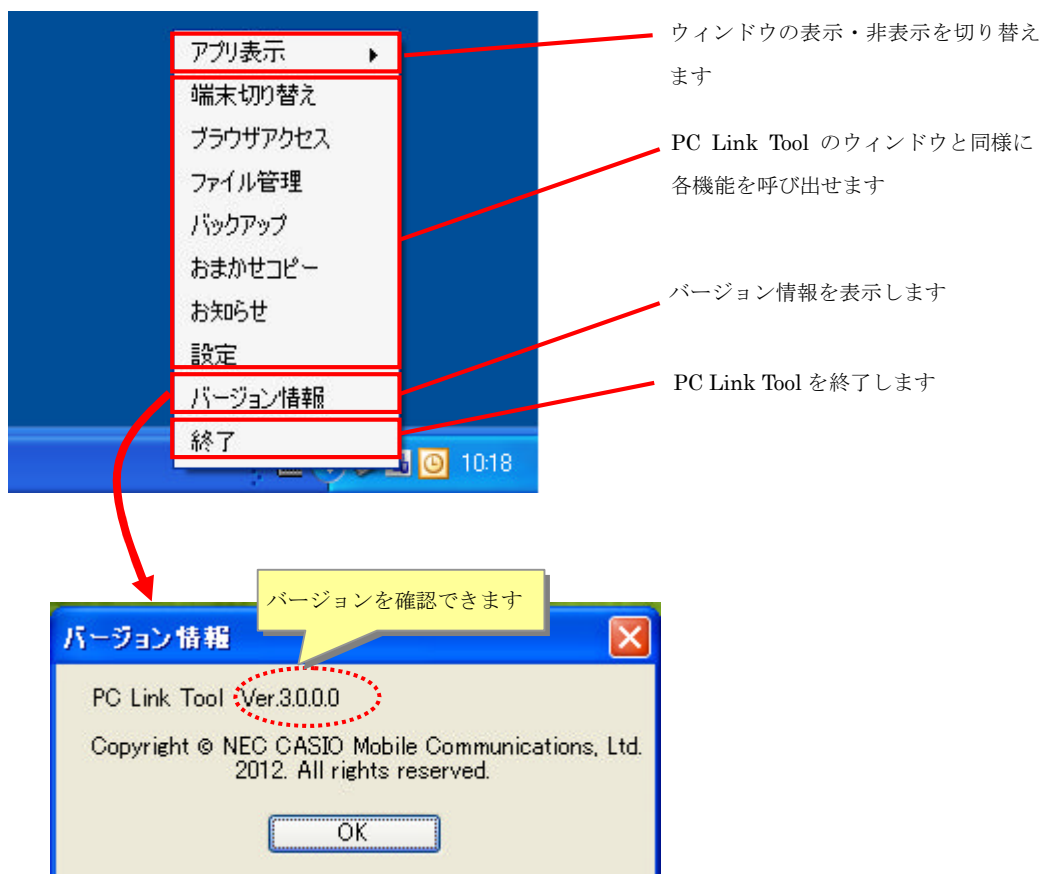 アプリ表示
端末切り替え
ブラウザアクセス
ファイル管理
バックアップ
おまかせコピー
お知らせ
設定
バージョン情報
終了
10:18
ウィンドウの表示・非表示を切り替え
ます
PC Link Tool のウィンドウと同様に
各機能を呼び出せます
バージョン情報を表示します
PC Link Tool を終了します
バージョンを確認できます
バージョン情報
PC Link Tool Ver.3.0.0.0
Copyright © NEC CASIO Mobile Communications, Ltd.
2012. All rights reserved.
OK